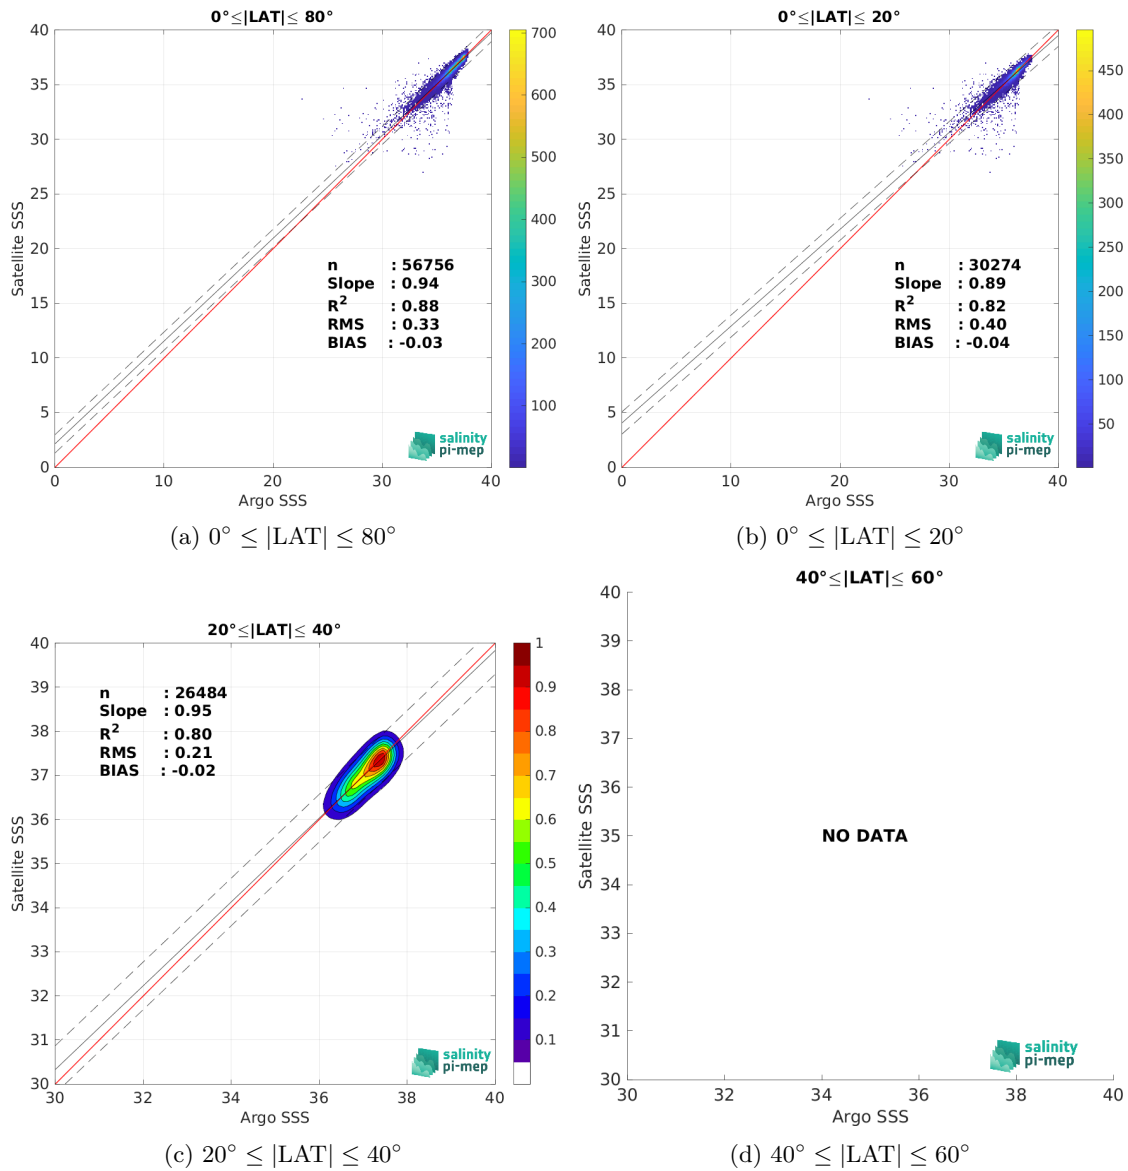 0°≤|LAT|≤ 80°
40
35
30
25
20
15
10
5
0
Satellite SSS
n : 56756
Slope : 0.94
R² : 0.88
RMS : 0.33
BIAS : -0.03
salinity
pi-mep
0 10 20 30 40
Argo SSS
700
600
500
400
300
200
100
(a) 0° ≤ |LAT| ≤ 80°
0°≤|LAT|≤ 20°
40
35
30
25
20
15
10
5
0
Satellite SSS
n : 30274
Slope : 0.89
R² : 0.82
RMS : 0.40
BIAS : -0.04
salinity
pi-mep
0 10 20 30 40
Argo SSS
450
400
350
300
250
200
150
100
50
(b) 0° ≤ |LAT| ≤ 20°
20°≤|LAT|≤ 40°
40
39
38
37
36
35
34
33
32
31
30
Satellite SSS
n : 26484
Slope : 0.95
R² : 0.80
RMS : 0.21
BIAS : -0.02
salinity
pi-mep
30 32 34 36 38 40
Argo SSS
1
0.9
0.8
0.7
0.6
0.5
0.4
0.3
0.2
0.1
(c) 20° ≤ |LAT| ≤ 40°
40°≤|LAT|≤ 60°
40
39
38
37
36
35
34
33
32
31
30
Satellite SSS
NO DATA
salinity
pi-mep
30 32 34 36 38 40
Argo SSS
(d) 40° ≤ |LAT| ≤ 60°